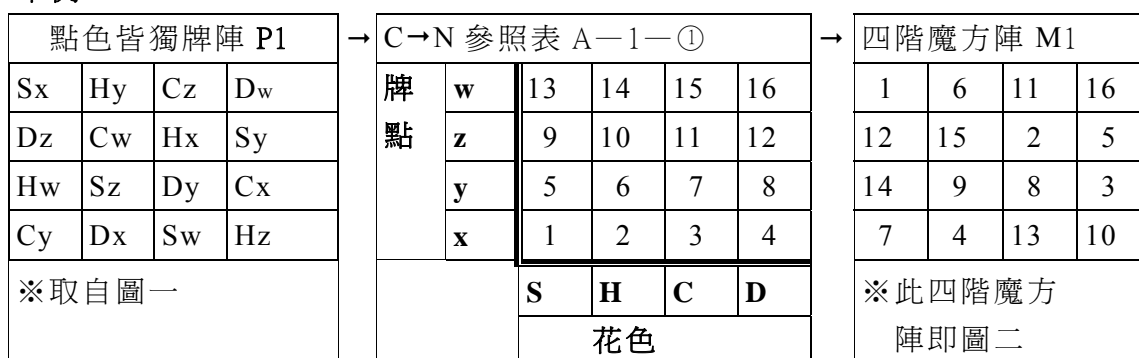 點色皆獨牌陣 P1 → C→N 參照表 A－1－① → 四階魔方陣 M1
Sx Hy Cz Dw 牌 w 13 14 15 16 1 6 11 16
Dz Cw Hx Sy 點 z 9 10 11 12 12 15 2 5
Hw Sz Dy Cx y 5 6 7 8 14 9 8 3
Cy Dx Sw Hz x 1 2 3 4 7 4 13 10
※取自圖一 S H C D ※此四階魔方
花色 陣即圖二